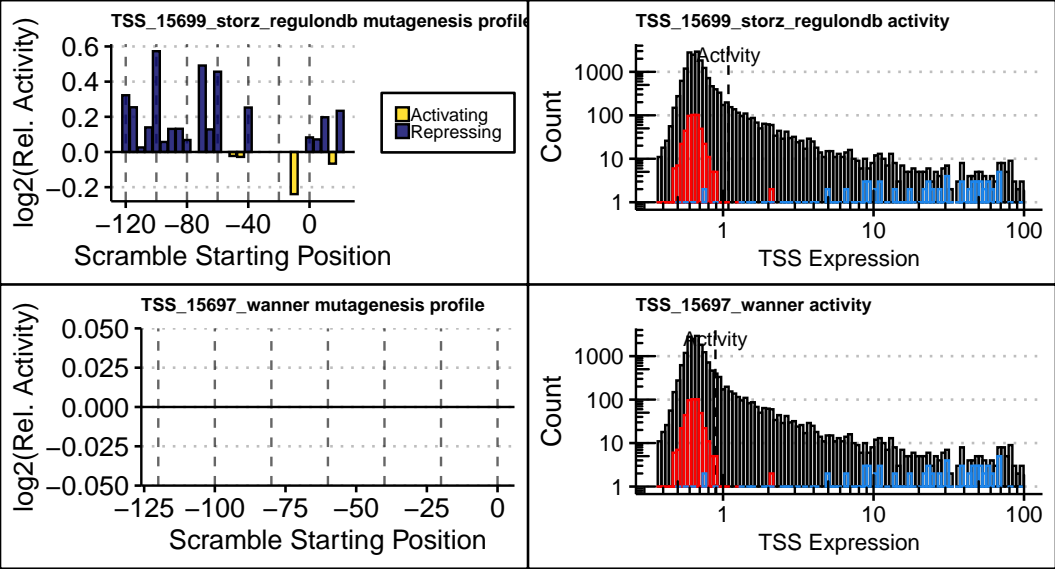 TSS_15699_storz_regulondb mutagenesis profile
log2(Rel. Activity)
0.6
0.4
0.2
0.0
−0.2
−120 −80 −40 0
Scramble Starting Position
Activating
Repressing
TSS_15699_storz_regulondb activity
Activity
Count
1000
100
10
1
1 10 100
TSS Expression
TSS_15697_wanner mutagenesis profile
log2(Rel. Activity)
0.050
0.025
0.000
−0.025
−0.050
−125 −100 −75 −50 −25 0
Scramble Starting Position
TSS_15697_wanner activity
Activity
Count
1000
100
10
1
1 10 100
TSS Expression